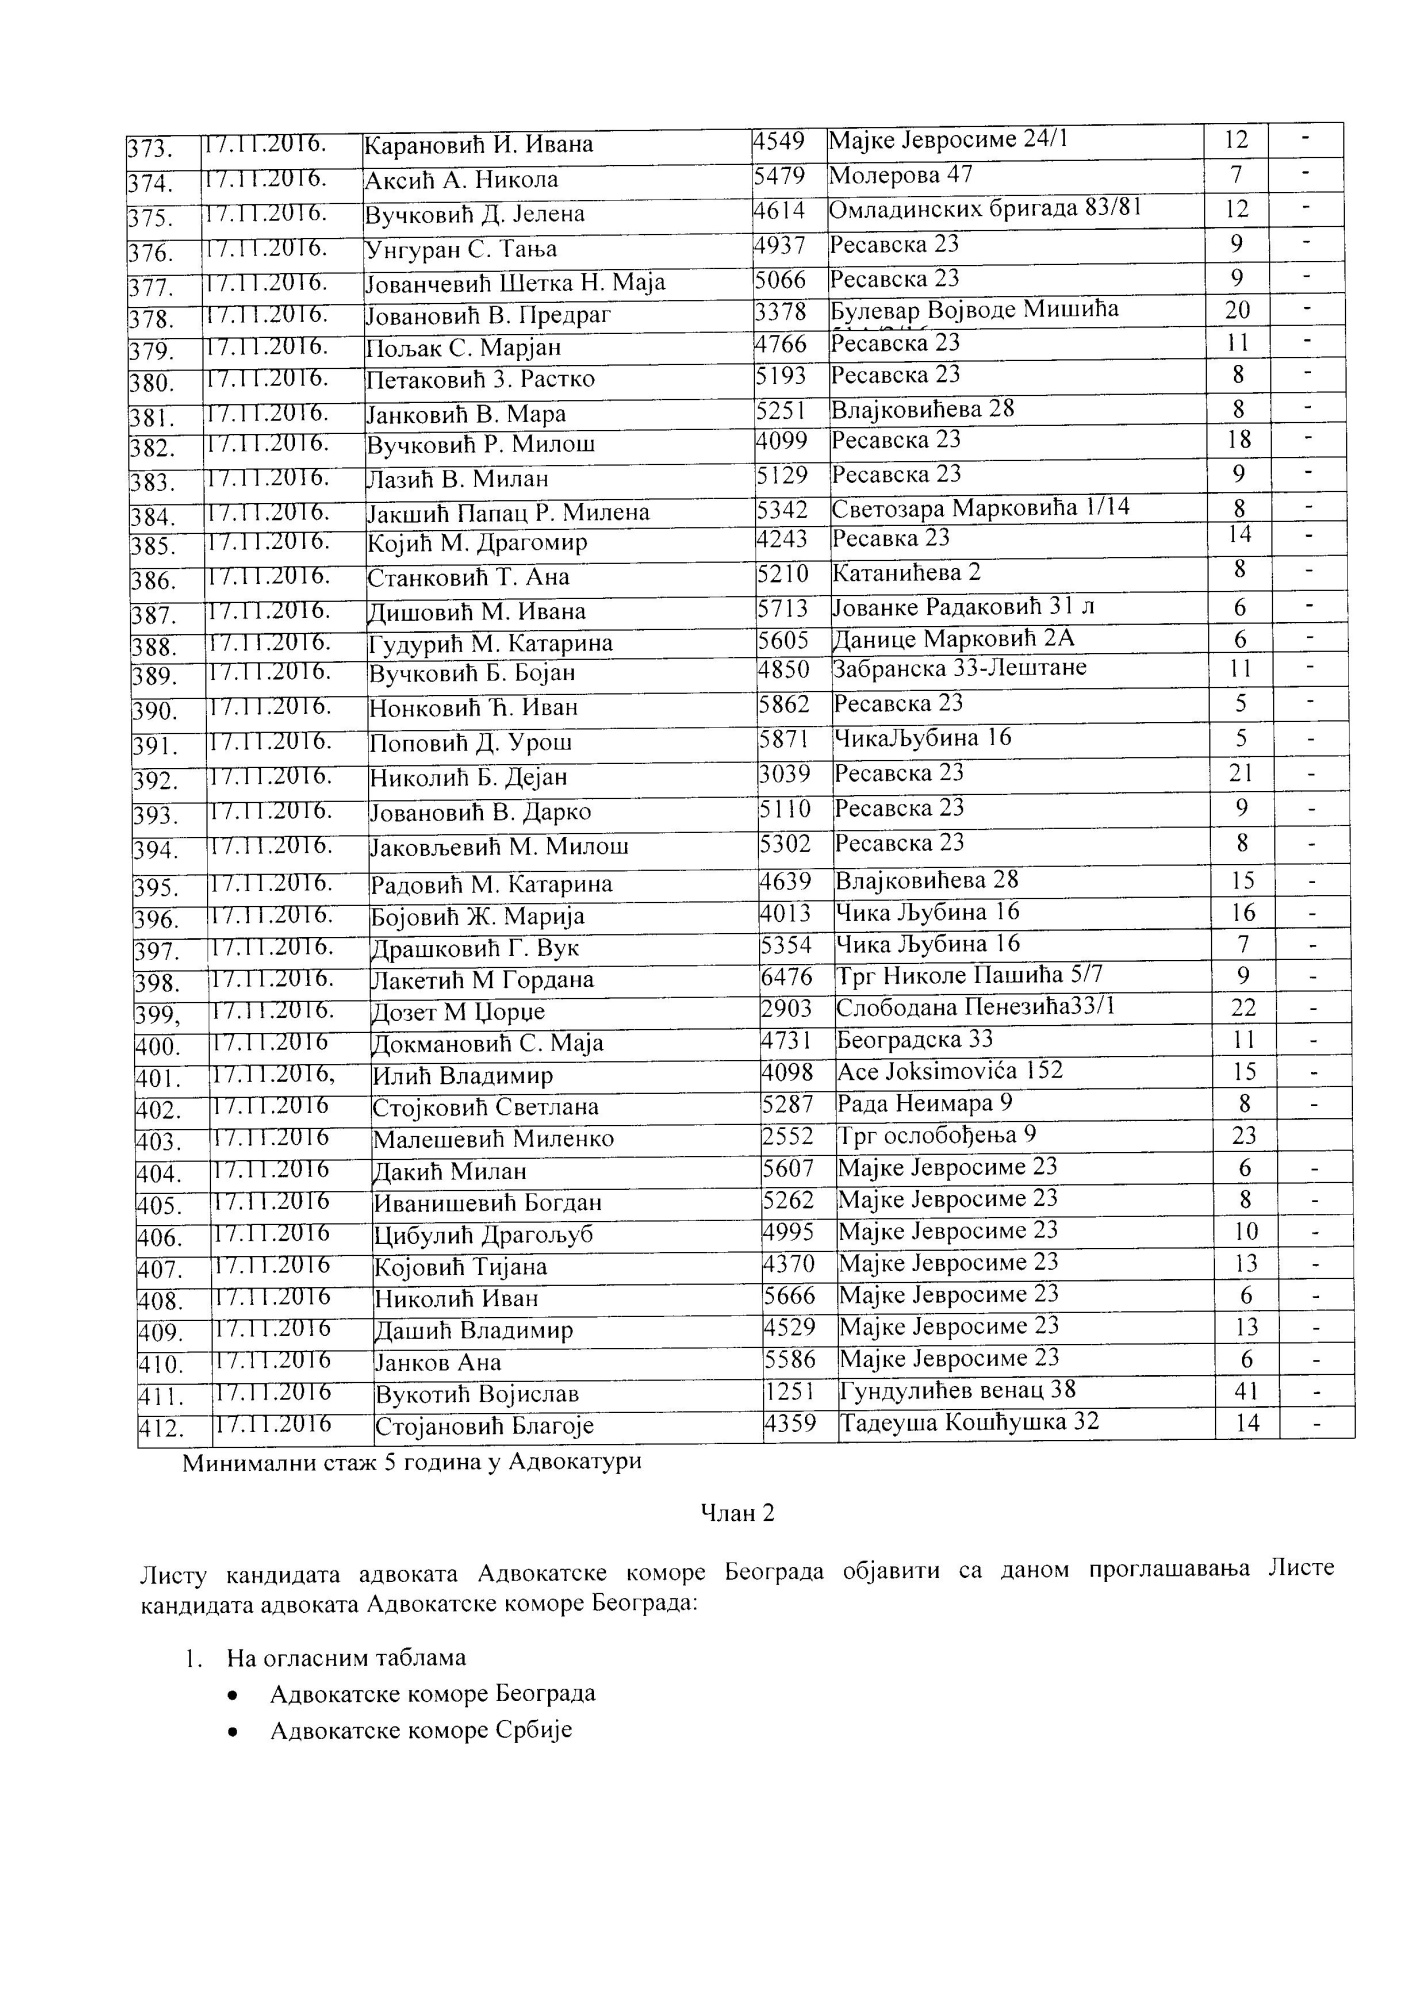 373. 17.11.2016. Карановић И. Ивана 4549 Мајке Јевросиме 24/1 12 -
374. 17.11.2016. Аксић А. Никола 5479 Молерова 47 7 -
375. 17.11.2016. Вучковић Д. Јелена 4614 Омладинских бригада 83/81 12 -
376. 17.11.2016. Унгуран С. Тања 4937 Ресавска 23 9 -
377. 17.11.2016. Јованчевић Шетка Н. Маја 5066 Ресавска 23 9 -
378. 17.11.2016. Јовановић В. Предраг 3378 Булевар Војводе Мишића 20 -
379. 17.11.2016. Пољак С. Марјан 4766 Ресавска 23 11 -
380. 17.11.2016. Петаковић З. Растко 5193 Ресавска 23 8 -
381. 17.11.2016. Јанковић В. Мара 5251 Влајковићева 28 8 -
382. 17.11.2016. Вучковић Р. Милош 4099 Ресавска 23 18 -
383. 17.11.2016. Лазић В. Милан 5129 Ресавска 23 9 -
384. 17.11.2016. Јакшић Папац Р. Милена 5342 Светозара Марковића 1/14 8 -
385. 17.11.2016. Којић М. Драгомир 4243 Ресавка 23 14 -
386. 17.11.2016. Станковић Т. Ана 5210 Катанићева 2 8 -
387. 17.11.2016. Дишовић М. Ивана 5713 Јованке Радаковић 31 л 6 -
388. 17.11.2016. Гудурић М. Катарина 5605 Данице Марковић 2А 6 -
389. 17.11.2016. Вучковић Б. Бојан 4850 Забранска 33-Лештане 11 -
390. 17.11.2016. Нонковић Ћ. Иван 5862 Ресавска 23 5 -
391. 17.11.2016. Поповић Д. Урош 5871 ЧикаЉубина 16 5 -
392. 17.11.2016. Николић Б. Дејан 3039 Ресавска 23 21 -
393. 17.11.2016. Јовановић В. Дарко 5110 Ресавска 23 9 -
394. 17.11.2016. Јаковљевић М. Милош 5302 Ресавска 23 8 -
395. 17.11.2016. Радовић М. Катарина 4639 Влајковићева 28 15 -
396. 17.11.2016. Бојовић Ж. Марија 4013 Чика Љубина 16 16 -
397. 17.11.2016. Драшковић Г. Вук 5354 Чика Љубина 16 7 -
398. 17.11.2016. Лакетић М Гордана 6476 Трг Николе Пашића 5/7 9 -
399, 17.11.2016. Дозет М Џорџе 2903 Слободана Пенезића33/1 22 -
400. 17.11.2016 Докмановић С. Маја 4731 Београдска 33 11 -
401. 17.11.2016, Илић Владимир 4098 Ace Joksimovića 152 15 -
402. 17.11.2016 Стојковић Светлана 5287 Рада Неимара 9 8 -
403. 17.11.2016 Малешевић Миленко 2552 Трг ослобођења 9 23
404. 17.11.2016 Дакић Милан 5607 Мајке Јевросиме 23 6 -
405. 17.11.2016 Иванишевић Богдан 5262 Мајке Јевросиме 23 8 -
406. 17.11.2016 Цибулић Драгољуб 4995 Мајке Јевросиме 23 10 -
407. 17.11.2016 Којовић Тијана 4370 Мајке Јевросиме 23 13 -
408. 17.11.2016 Николић Иван 5666 Мајке Јевросиме 23 6 -
409. 17.11.2016 Дашић Владимир 4529 Мајке Јевросиме 23 13 -
410. 17.11.2016 Јанков Ана 5586 Мајке Јевросиме 23 6 -
411. 17.11.2016 Вукотић Војислав 1251 Гундулићев венац 38 41 -
412. 17.11.2016 Стојановић Благоје 4359 Тадеуша Кошћушка 32 14 -
Минимални стаж 5 година у Адвокатури
Члан 2
Листу кандидата адвоката Адвокатске коморе Београда објавити са даном проглашавања Листе
кандидата адвоката Адвокатске коморе Београда:
1. На огласним таблама
• Адвокатске коморе Београда
• Адвокатске коморе Србије